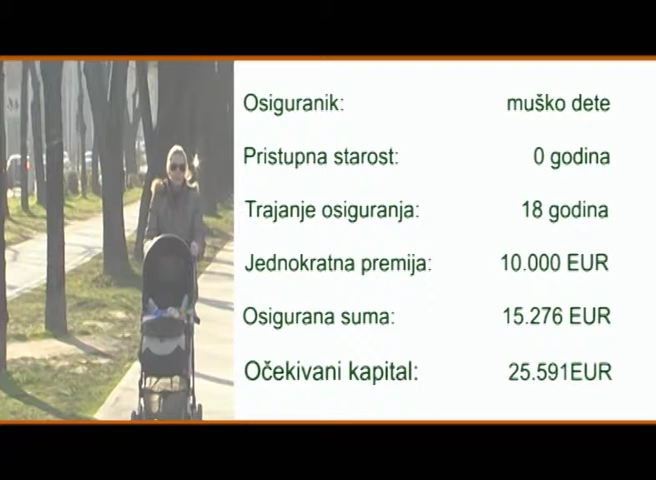 Osiguranik: muško dete
Pristupna starost: 0 godina
Trajanje osiguranja: 18 godina
Jednokratna premija: 10.000 EUR
Osigurana suma: 15.276 EUR
Očekivani kapital: 25.591EUR